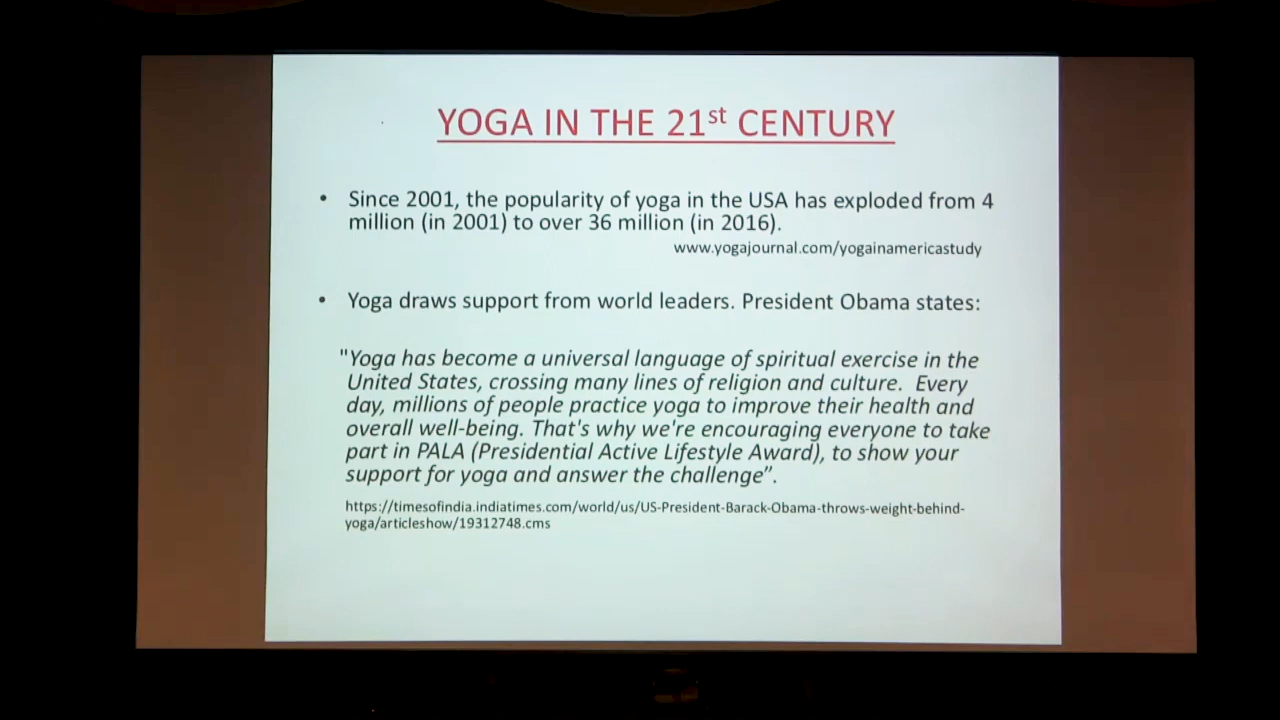 YOGA IN THE 21st CENTURY
• Since 2001, the popularity of yoga in the USA has exploded from 4
million (in 2001) to over 36 million (in 2016).
www.yogajournal.com/yogainamericastudy
• Yoga draws support from world leaders. President Obama states:
"Yoga has become a universal language of spiritual exercise in the
United States, crossing many lines of religion and culture.  Every
day, millions of people practice yoga to improve their health and
overall well-being. That's why we're encouraging everyone to take
part in PALA (Presidential Active Lifestyle Award), to show your
support for yoga and answer the challenge”.
https://timesofindia.indiatimes.com/world/us/US-President-Barack-Obama-throws-weight-behind-
yoga/articleshow/19312748.cms